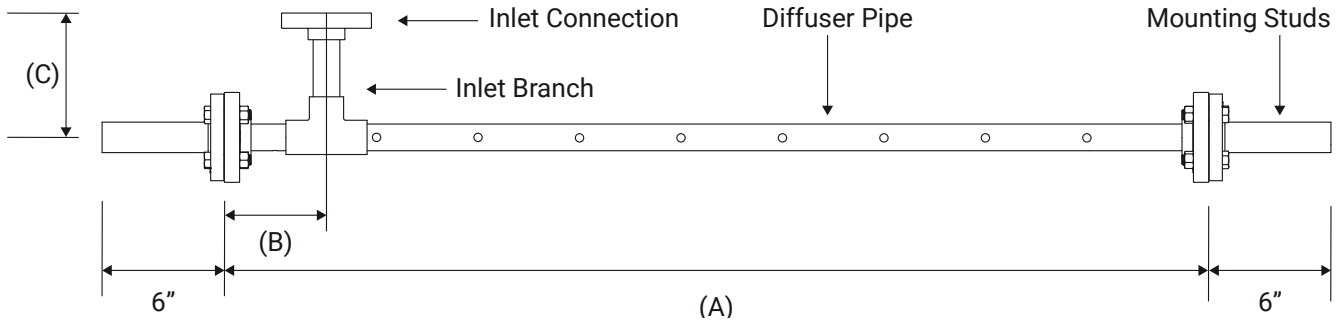 Inlet Connection
Diffuser Pipe
Mounting Studs
(C)
Inlet Branch
(B)
6”
(A)
6”